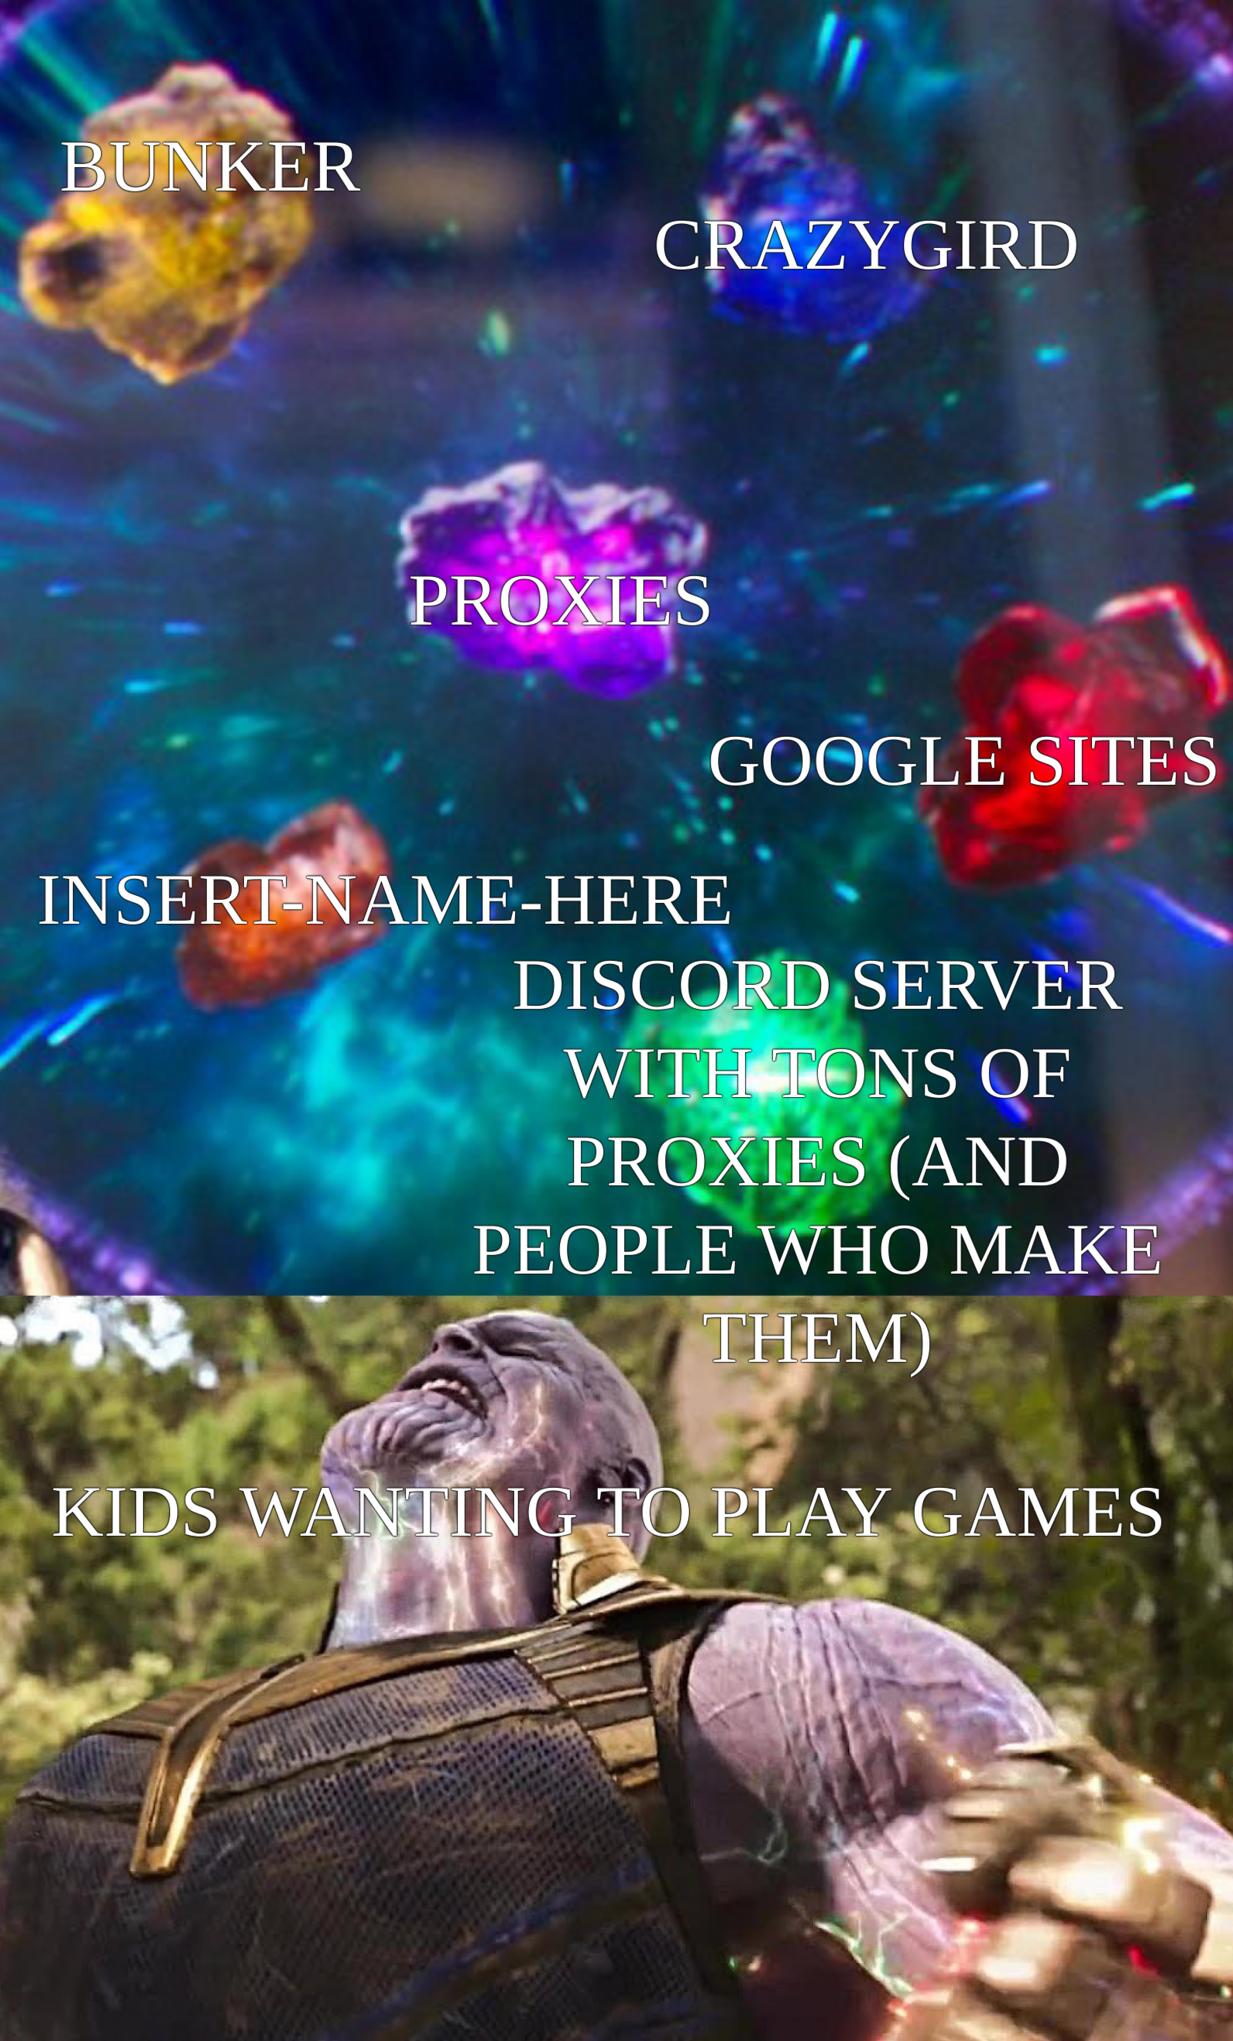 BUNKER
CRAZYGIRD
PROXIES
GOOGLE SITES
INSERT-NAME-HERE
DISCORD SERVER
WITH TONS OF
PROXIES (AND
PEOPLE WHO MAKE
THEM)
KIDS WANTING TO PLAY GAMES